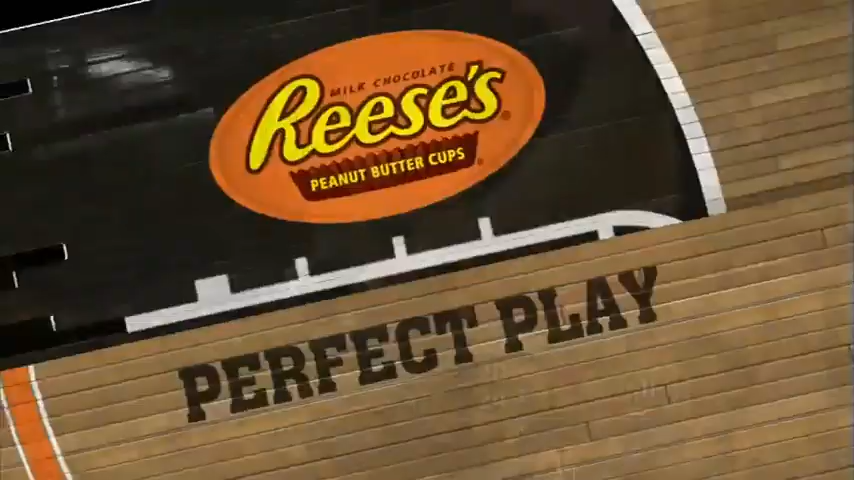 MILK CHOCOLATE
Reese's
PEANUT BUTTER CUPS
PERFECT PLAY